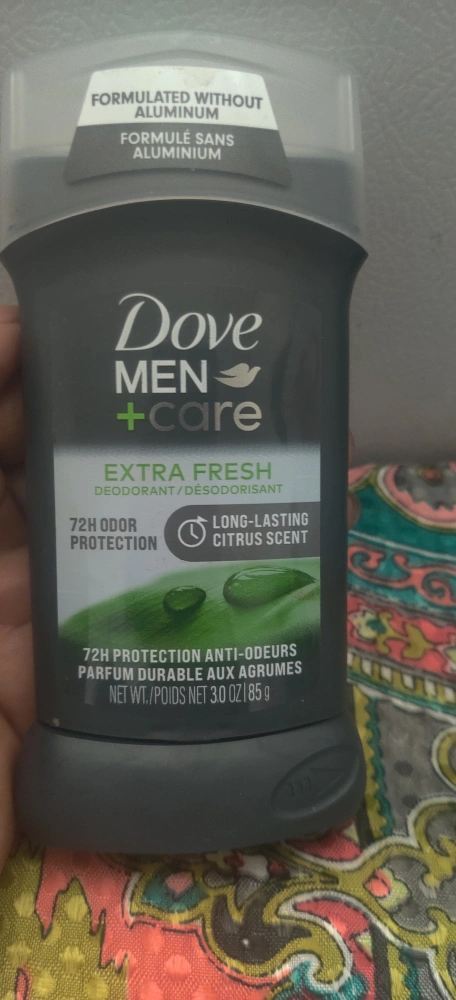 FORMULATED WITHOUT
ALUMINUM
FORMULÉ SANS
ALUMINIUM
Dove
MEN
+care
EXTRA FRESH
DEODORANT/DÉSODORISANT
72H ODOR
PROTECTION
LONG-LASTING
CITRUS SCENT
72H PROTECTION ANTI-ODEURS
PARFUM DURABLE AUX AGRUMES
NET WT./POIDS NET 3.0 OZ | 85 g